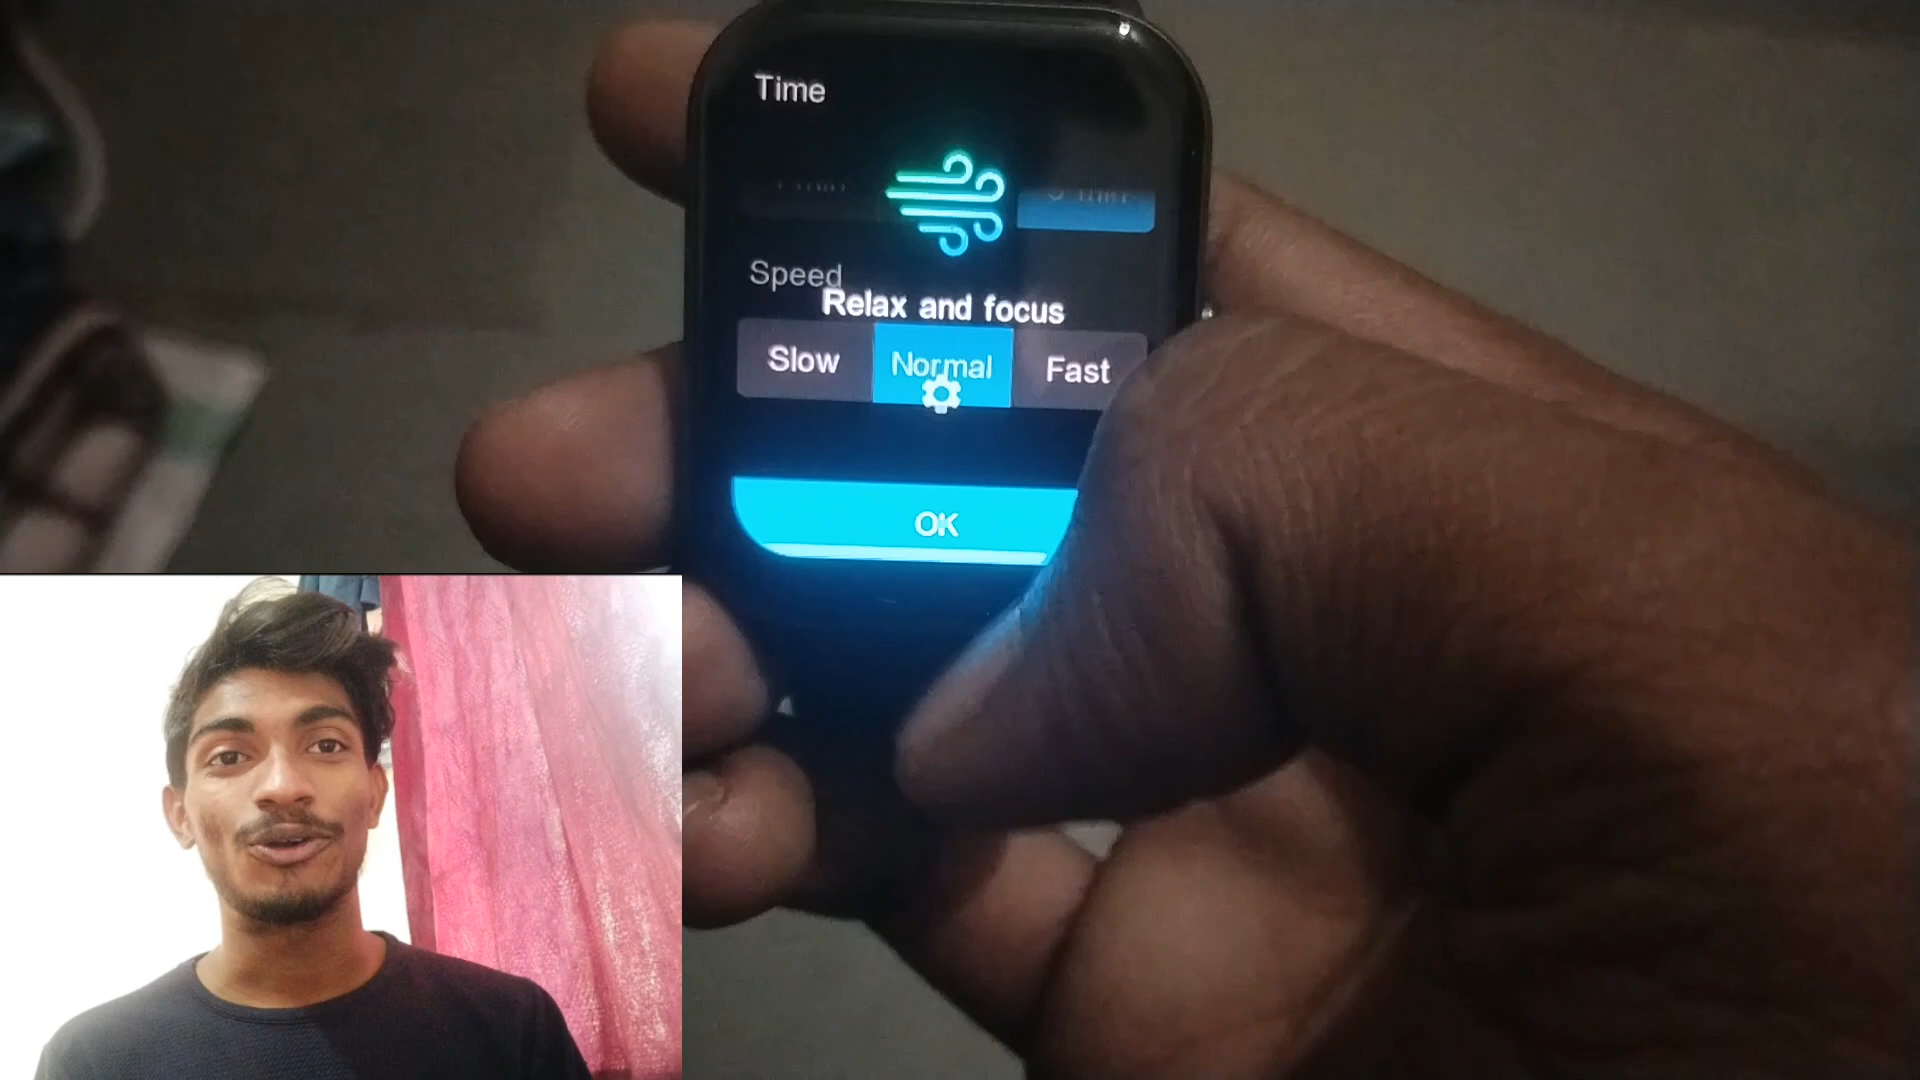 Time
Speed
Relax and focus
Slow Normal Fast
OK